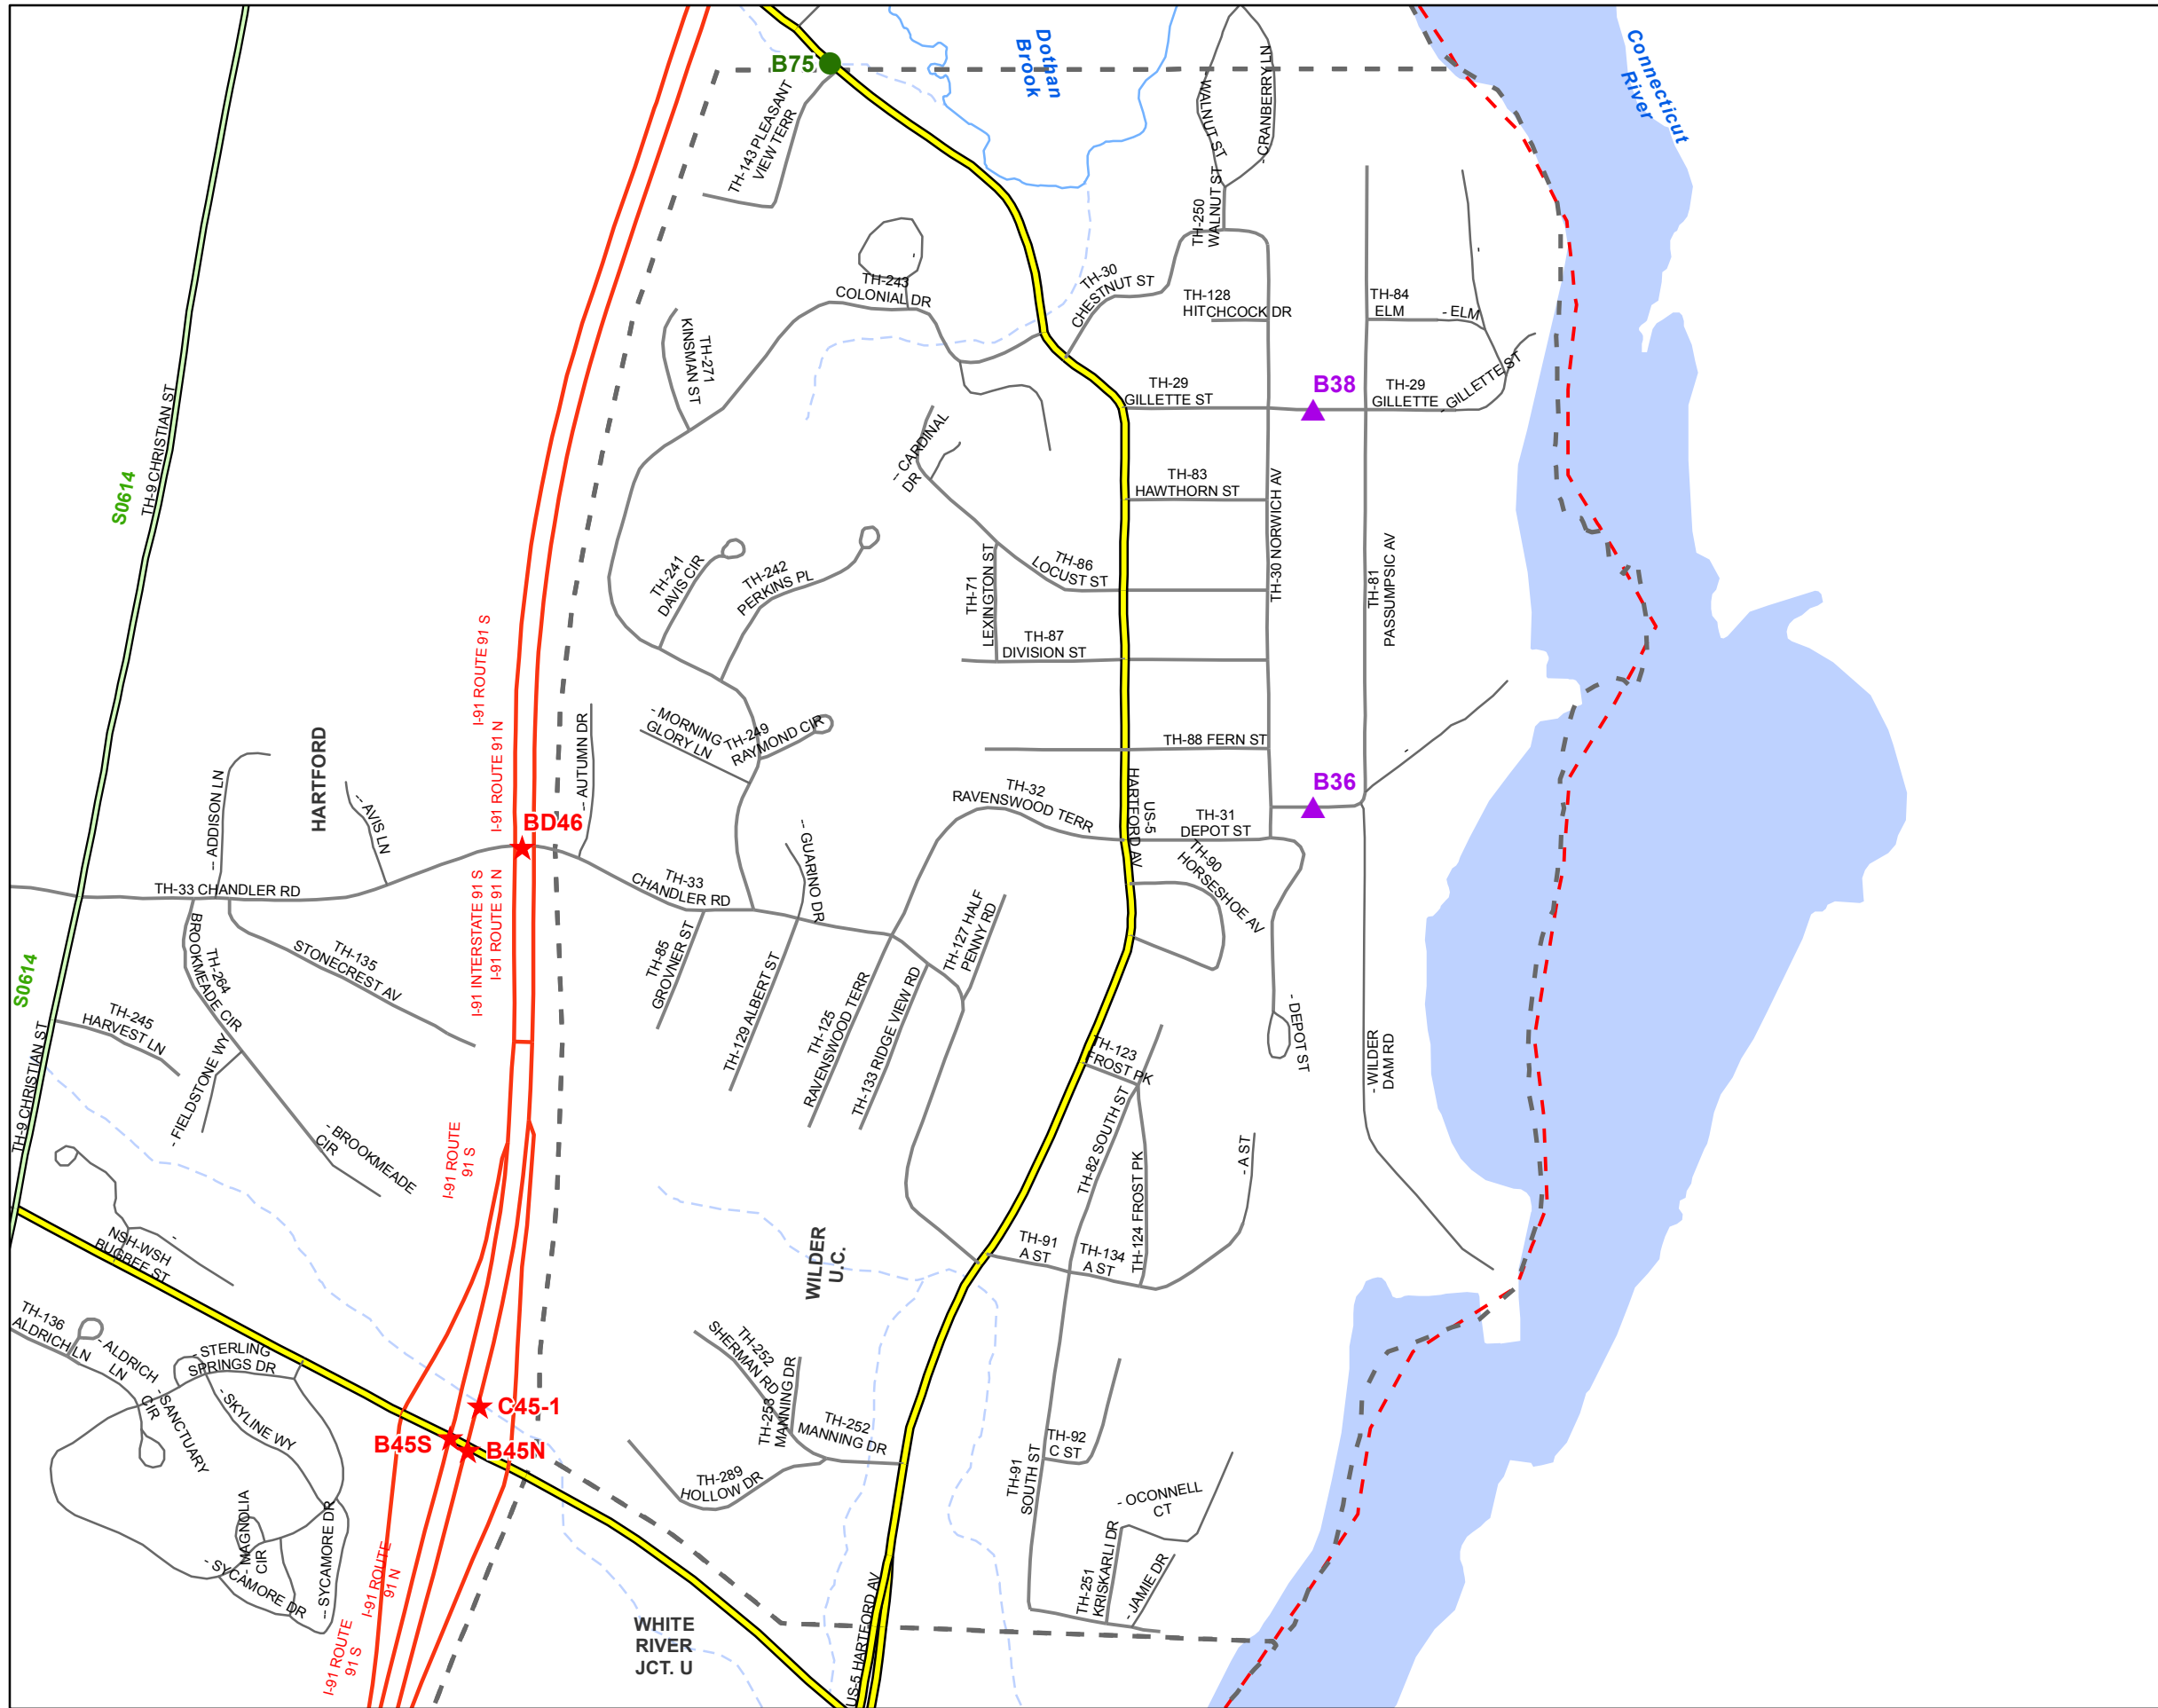 B75
Dothan
Brook
Connecticut
River
TH-143 PLEASANT
VIEW TERR
WALNUT ST
- CRANBERRY LN
TH-250
WALNUT ST
TH-243
COLONIAL DR
-
TH-30
CHESTNUT ST
TH-128
HITCHCOCK DR
TH-84
ELM
- ELM
-
TH-271
KINSMAN ST
TH-9 CHRISTIAN ST
S0614
TH-29
GILLETTE ST
B38
TH-29
GILLETTE
- GILLETTE ST
-- CARDINAL
DR
TH-83
HAWTHORN ST
TH-30 NORWICH AV
TH-241
DAVIS CIR
TH-242
PERKINS PL
TH-71
LEXINGTON ST
TH-86
LOCUST ST
TH-81
PASSUMPSIC AV
TH-87
DIVISION ST
I-91 ROUTE 91 S
I-91 ROUTE 91 N
HARTFORD
- MORNING
GLORY LN
TH-249
RAYMOND CIR
-- AUTUMN DR
TH-88 FERN ST
-
-- ADDISON LN
-- AVIS LN
BD46
TH-32
RAVENSWOOD TERR
US-5
HARTFORD AV
TH-31
DEPOT ST
B36
-- GUARINO DR
TH-90
HORSESHOE AV
TH-33 CHANDLER RD
TH-33
CHANDLER RD
I-91 INTERSTATE 91 S
I-91 ROUTE 91 N
TH-264
BROOKMEADE CIR
TH-135
STONECREST AV
TH-85
GROVNER ST
TH-129 ALBERT ST
TH-125
RAVENSWOOD TERR
TH-133 RIDGE VIEW RD
TH-127 HALF
PENNY RD
S0614
TH-9 CHRISTIAN ST
TH-245
HARVEST LN
- FIELDSTONE WY
- BROOKMEADE
CIR
I-91 ROUTE
91 S
TH-123
FROST PK
TH-82 SOUTH ST
TH-124 FROST PK
- A ST
- DEPOT ST
- WILDER
DAM RD
NSH-WSH
BUGBEE ST
-
WILDER
U.C.
TH-91
A ST
TH-134
A ST
TH-136
ALDRICH LN
- ALDRICH
LN
- STERLING
SPRINGS DR
- SANCTUARY
CIR
- SKYLINE WY
C45-1
B45S
B45N
TH-252
SHERMAN RD
TH-253
MANNING DR
TH-252
MANNING DR
TH-289
HOLLOW DR
TH-91
SOUTH ST
TH-92
C ST
- OCONNELL
CT
TH-251
KRISKARLI DR
- JAMIE DR
- MAGNOLIA
CIR
- SYCAMORE DR
-- SYCAMORE DR
I-91 ROUTE
91 N
I-91 ROUTE
91 S
WHITE
RIVER
JCT. U
US-5 HARTFORD AV